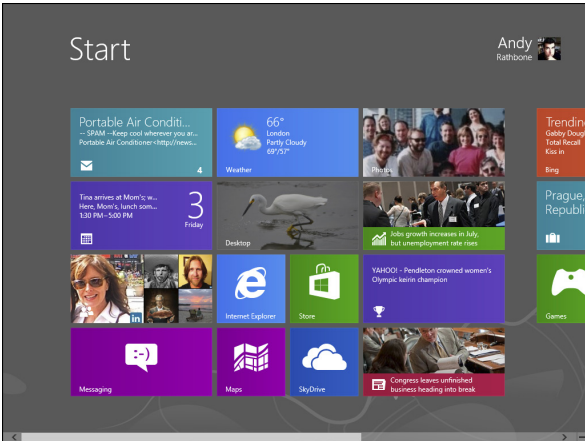 Start
Andy
Rathbone
Portable Air Conditi...
-- SPAM --Keep cool wherever you ar...
Portable Air Conditioner<http://news...
4
66°
London
Partly Cloudy
69°/57°
Weather
Photos
Trendin
Gabby Doug
Total Recall
Kiss in
Bing
Tina arrives at Mom's; w...
Here, Mom's, lunch som...
1:30 PM–5:00 PM
3
Friday
Desktop
Jobs growth increases in July,
but unemployment rate rises
Prague,
Republi
in
Internet Explorer
Store
YAHOO! - Pendleton crowned women's
Olympic keirin champion
Games
:-)
Messaging
Maps
SkyDrive
Congress leaves unfinished
business heading into break